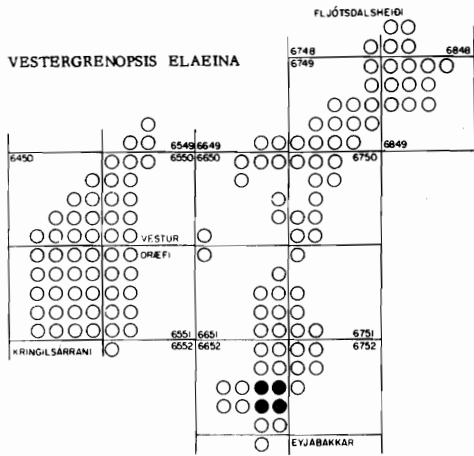 FLJÓTSDALSHEIÐI
VESTERGRENOPSIS ELAEINA
6748 6848
6749
6549 6649 6849
6450 6550 6650 6750
VESTUR
ÖRÆFI
6551 6651 6751
KRINGILSÁRRANI 6552 6652 6752
EYJABAKKAR